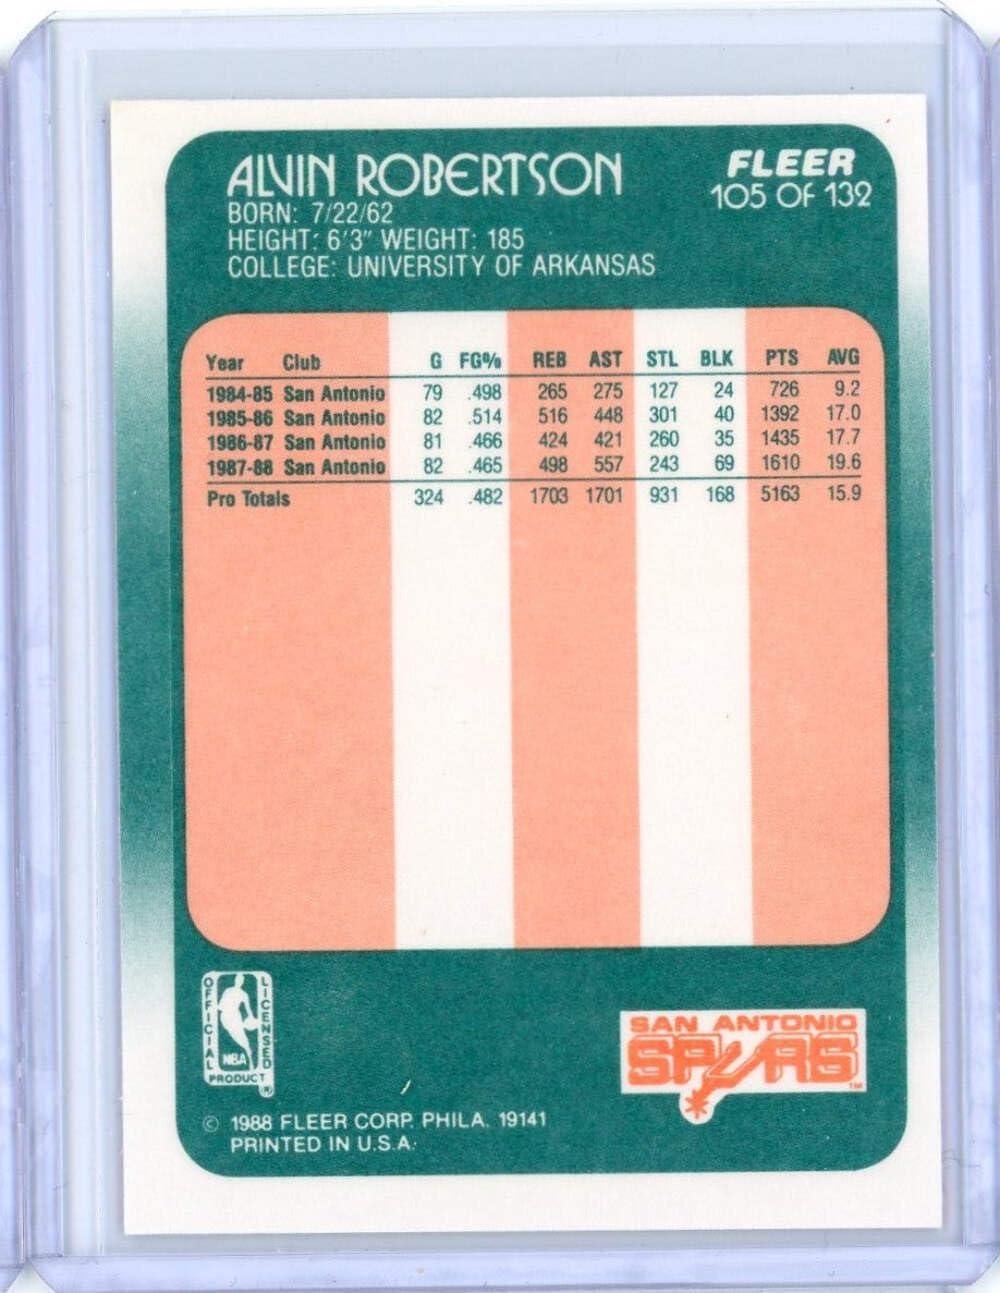 ALVIN ROBERTSON
BORN: 7/22/62
HEIGHT: 6'3" WEIGHT: 185
COLLEGE: UNIVERSITY OF ARKANSAS
FLEER
105 OF 132
Year Club G FG% REB AST STL BLK PTS AVG
1984-85 San Antonio 79 .498 265 275 127 24 726 9.2
1985-86 San Antonio 82 .514 516 448 301 40 1392 17.0
1986-87 San Antonio 81 .466 424 421 260 35 1435 17.7
1987-88 San Antonio 82 .465 498 557 243 69 1610 19.6
Pro Totals 324 .482 1703 1701 931 168 5163 15.9
OFFICIAL
LICENSED
NBA
PRODUCT
®
SAN ANTONIO
SPURS
TM
© 1988 FLEER CORP. PHILA. 19141
PRINTED IN U.S.A.